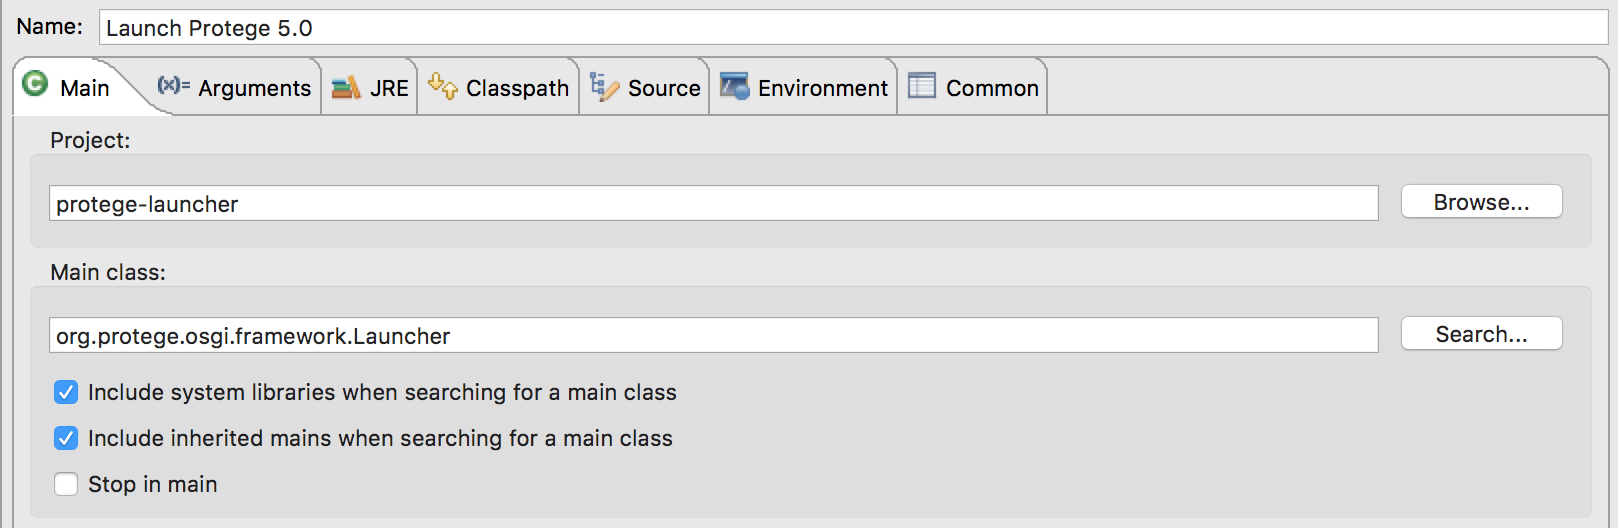 Name: Launch Protege 5.0
Main (x)= Arguments JRE Classpath Source Environment Common
Project:
protege-launcher Browse...
Main class:
org.protege.osgi.framework.Launcher Search...
Include system libraries when searching for a main class
Include inherited mains when searching for a main class
Stop in main